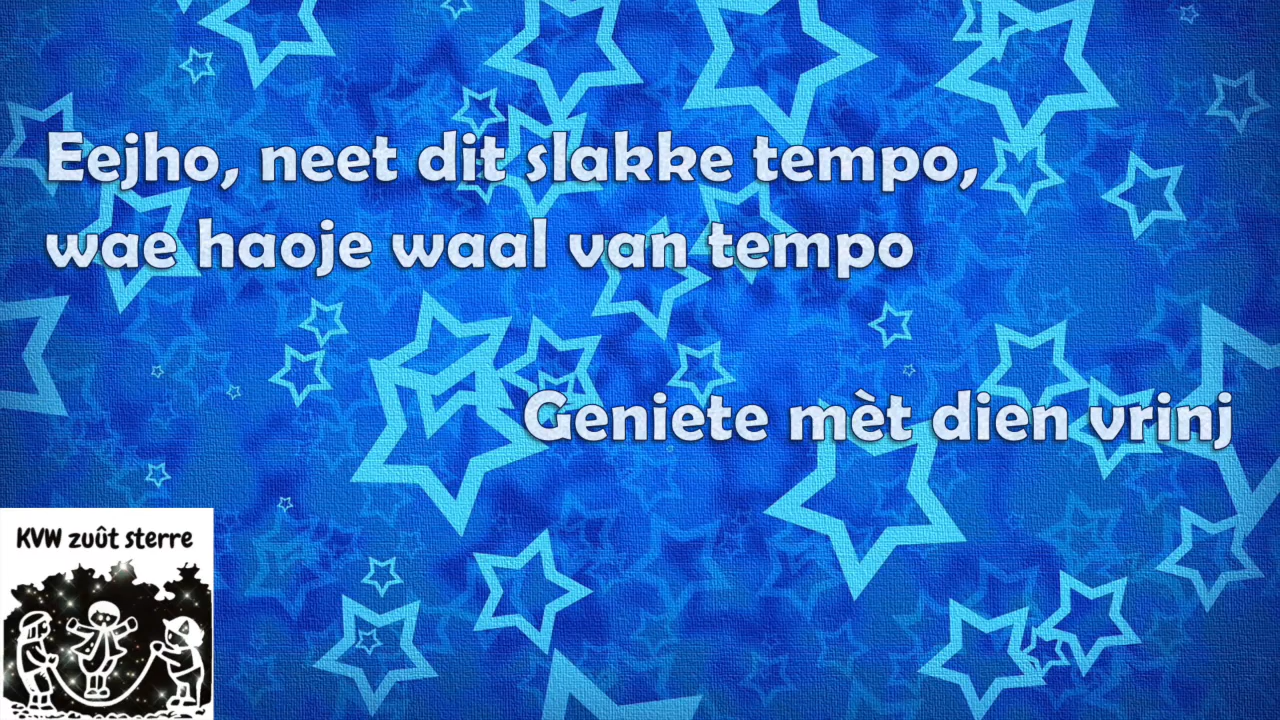 Eejho, neet dit slakke tempo,
wae haoje waal van tempo
Geniete mèt dien vrinj
KVW zuût sterre